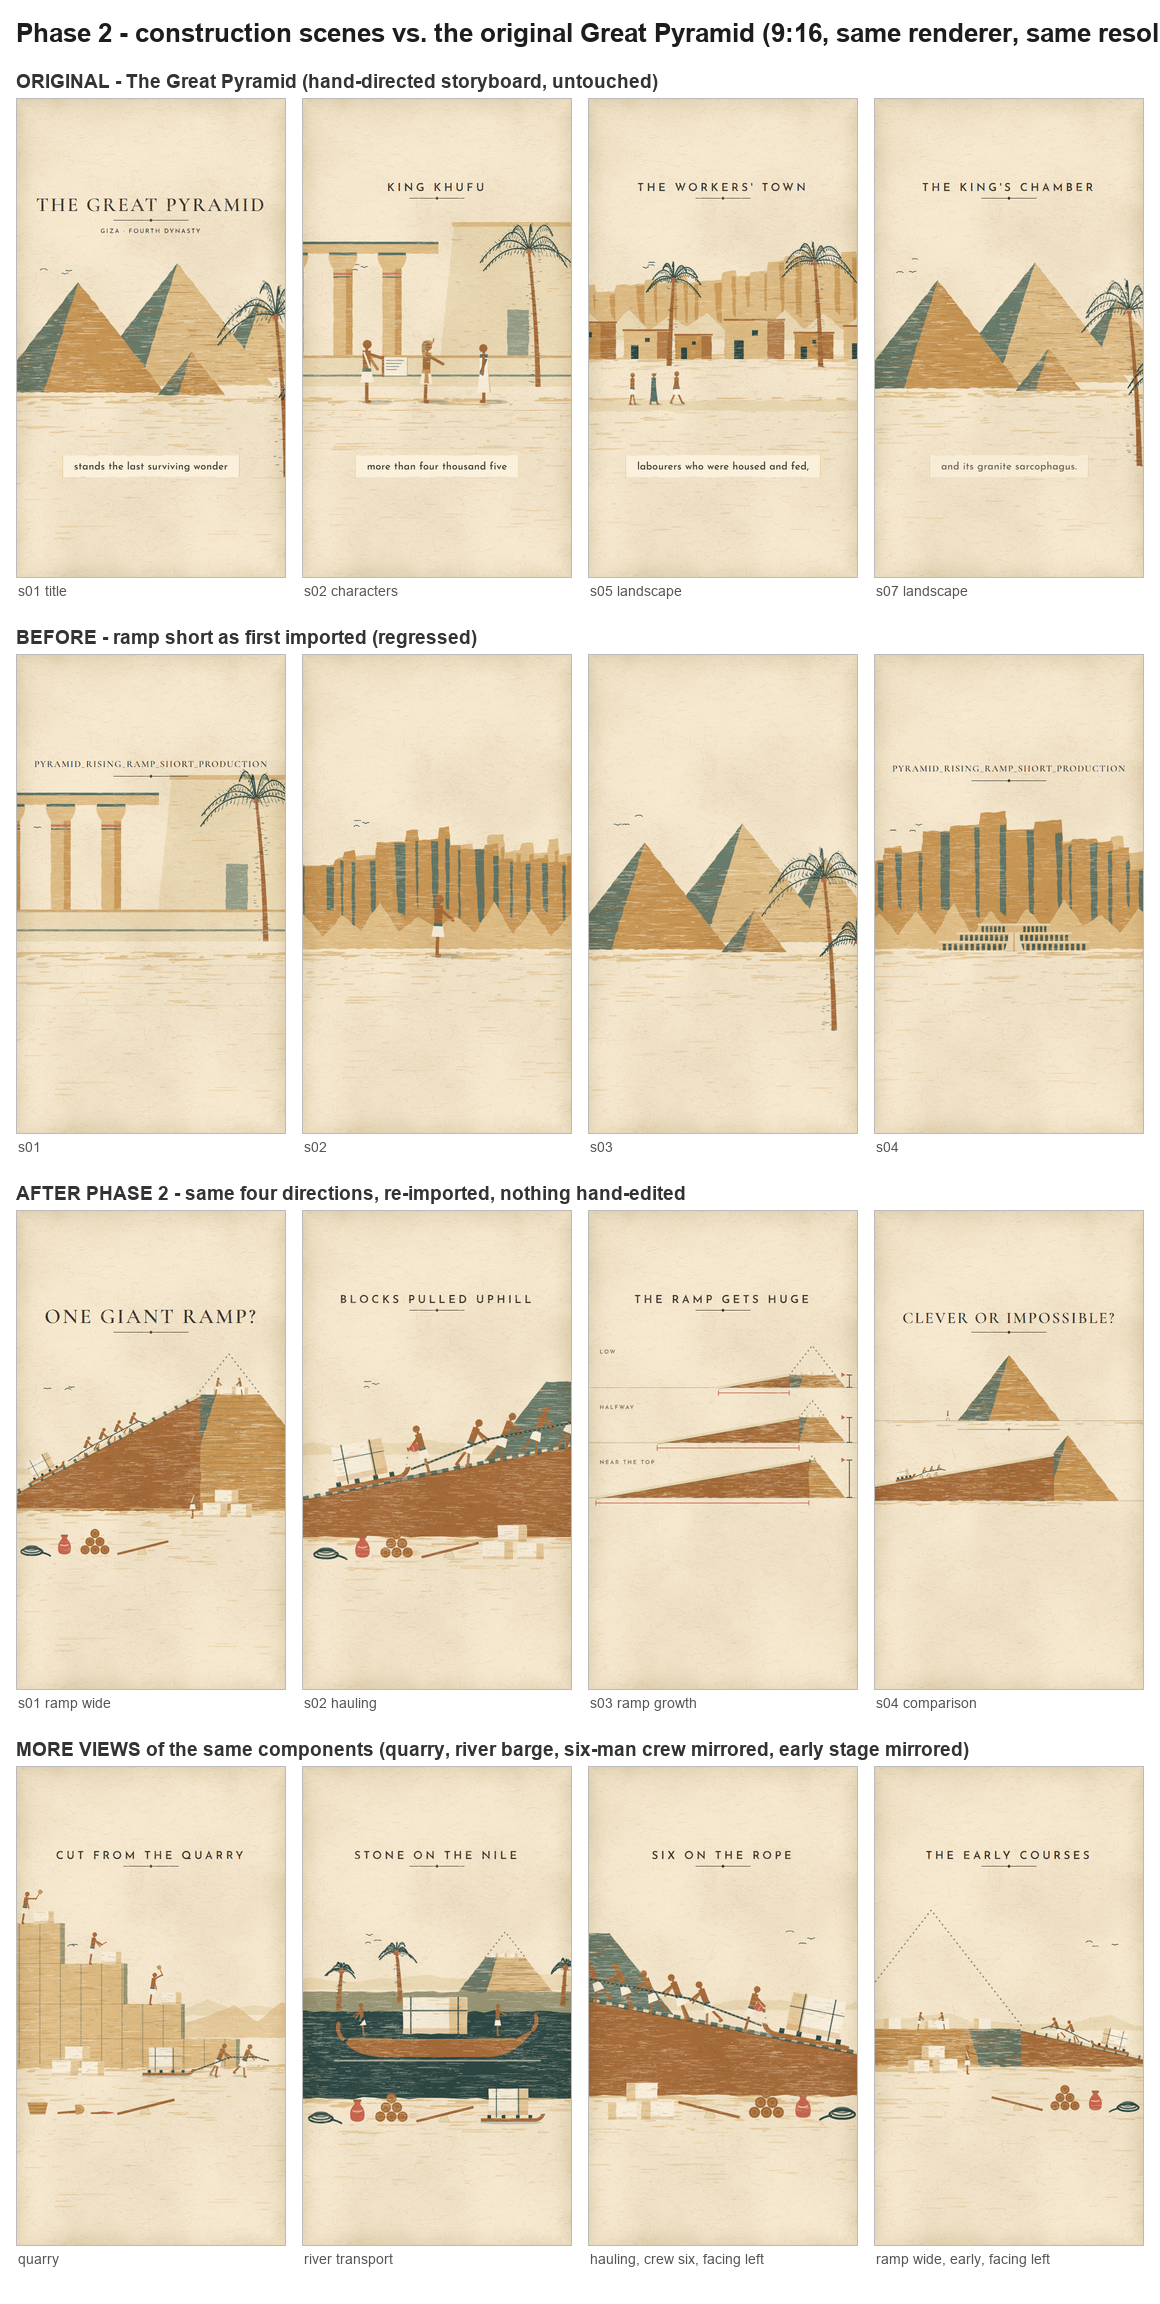 Phase 2 - construction scenes vs. the original Great Pyramid (9:16, same renderer, same resol
ORIGINAL - The Great Pyramid (hand-directed storyboard, untouched)
THE GREAT PYRAMID
GIZA · FOURTH DYNASTY
stands the last surviving wonder
KING KHUFU
more than four thousand five
THE WORKERS' TOWN
labourers who were housed and fed,
THE KING'S CHAMBER
and its granite sarcophagus.
s01 title
s02 characters
s05 landscape
s07 landscape
BEFORE - ramp short as first imported (regressed)
PYRAMID_RISING_RAMP_SHORT_PRODUCTION
PYRAMID_RISING_RAMP_SHORT_PRODUCTION
s01
s02
s03
s04
AFTER PHASE 2 - same four directions, re-imported, nothing hand-edited
ONE GIANT RAMP?
BLOCKS PULLED UPHILL
THE RAMP GETS HUGE
LOW
HALFWAY
NEAR THE TOP
CLEVER OR IMPOSSIBLE?
s01 ramp wide
s02 hauling
s03 ramp growth
s04 comparison
MORE VIEWS of the same components (quarry, river barge, six-man crew mirrored, early stage mirrored)
CUT FROM THE QUARRY
STONE ON THE NILE
SIX ON THE ROPE
THE EARLY COURSES
quarry
river transport
hauling, crew six, facing left
ramp wide, early, facing left